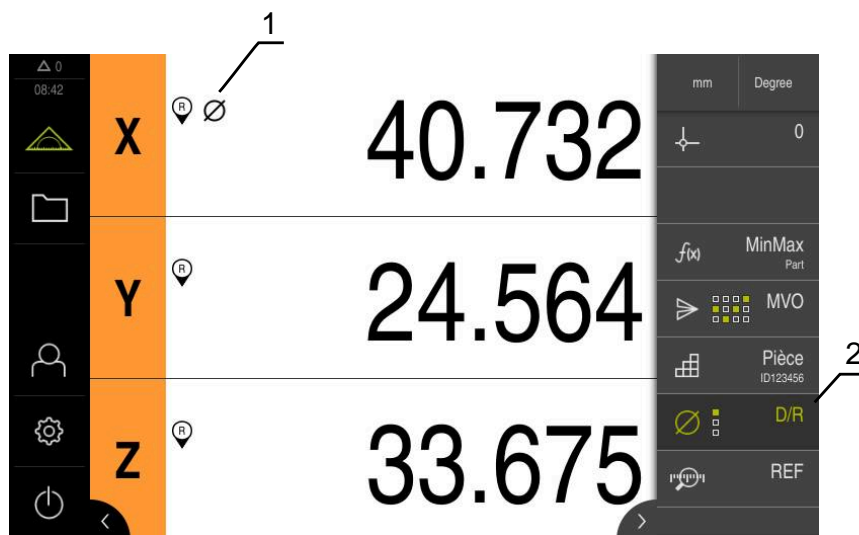 1
0
08:42
X
R
40.732
mm
Degree
0
Y
R
24.564
f(x)
MinMax
Part
MVO
Pièce
ID123456
2
D/R
Z
R
33.675
REF